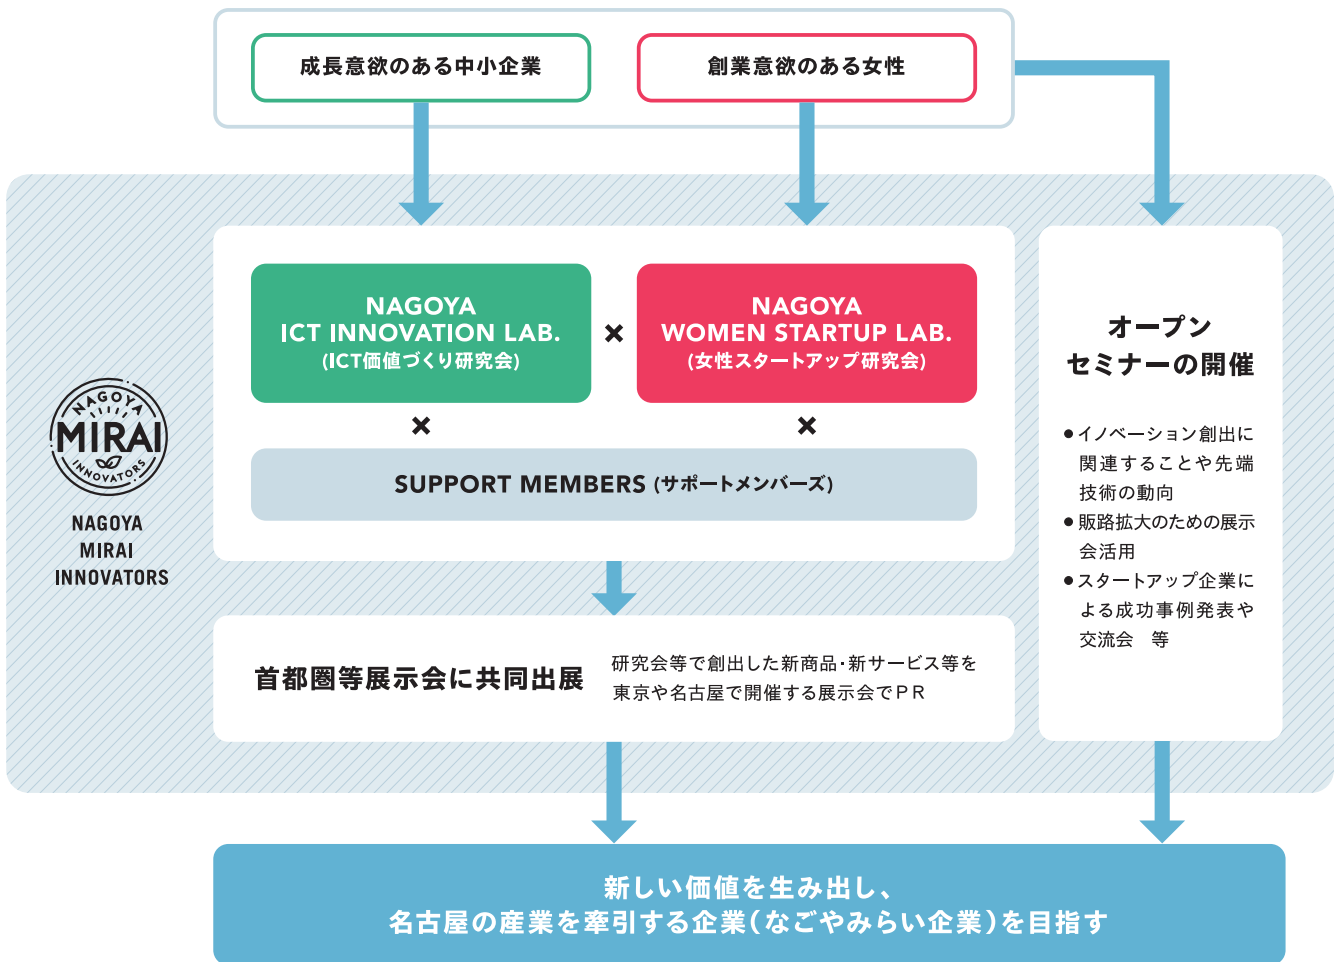 成長意欲のある中小企業
創業意欲のある女性
NAGOYA
ICT INNOVATION LAB.
(ICT価値づくり研究会)
×
NAGOYA
WOMEN STARTUP LAB.
(女性スタートアップ研究会)
×
×
SUPPORT MEMBERS (サポートメンバーズ)
オープン
セミナーの開催
●イノベーション創出に
関連することや先端
技術の動向
●販路拡大のための展示
会活用
●スタートアップ企業に
よる成功事例発表や
交流会　等
NAGOYA
MIRAI
INNOVATORS
NAGOYA
MIRAI
INNOVATORS
首都圏等展示会に共同出展
研究会等で創出した新商品・新サービス等を
東京や名古屋で開催する展示会でPR
新しい価値を生み出し、
名古屋の産業を牽引する企業(なごやみらい企業)を目指す